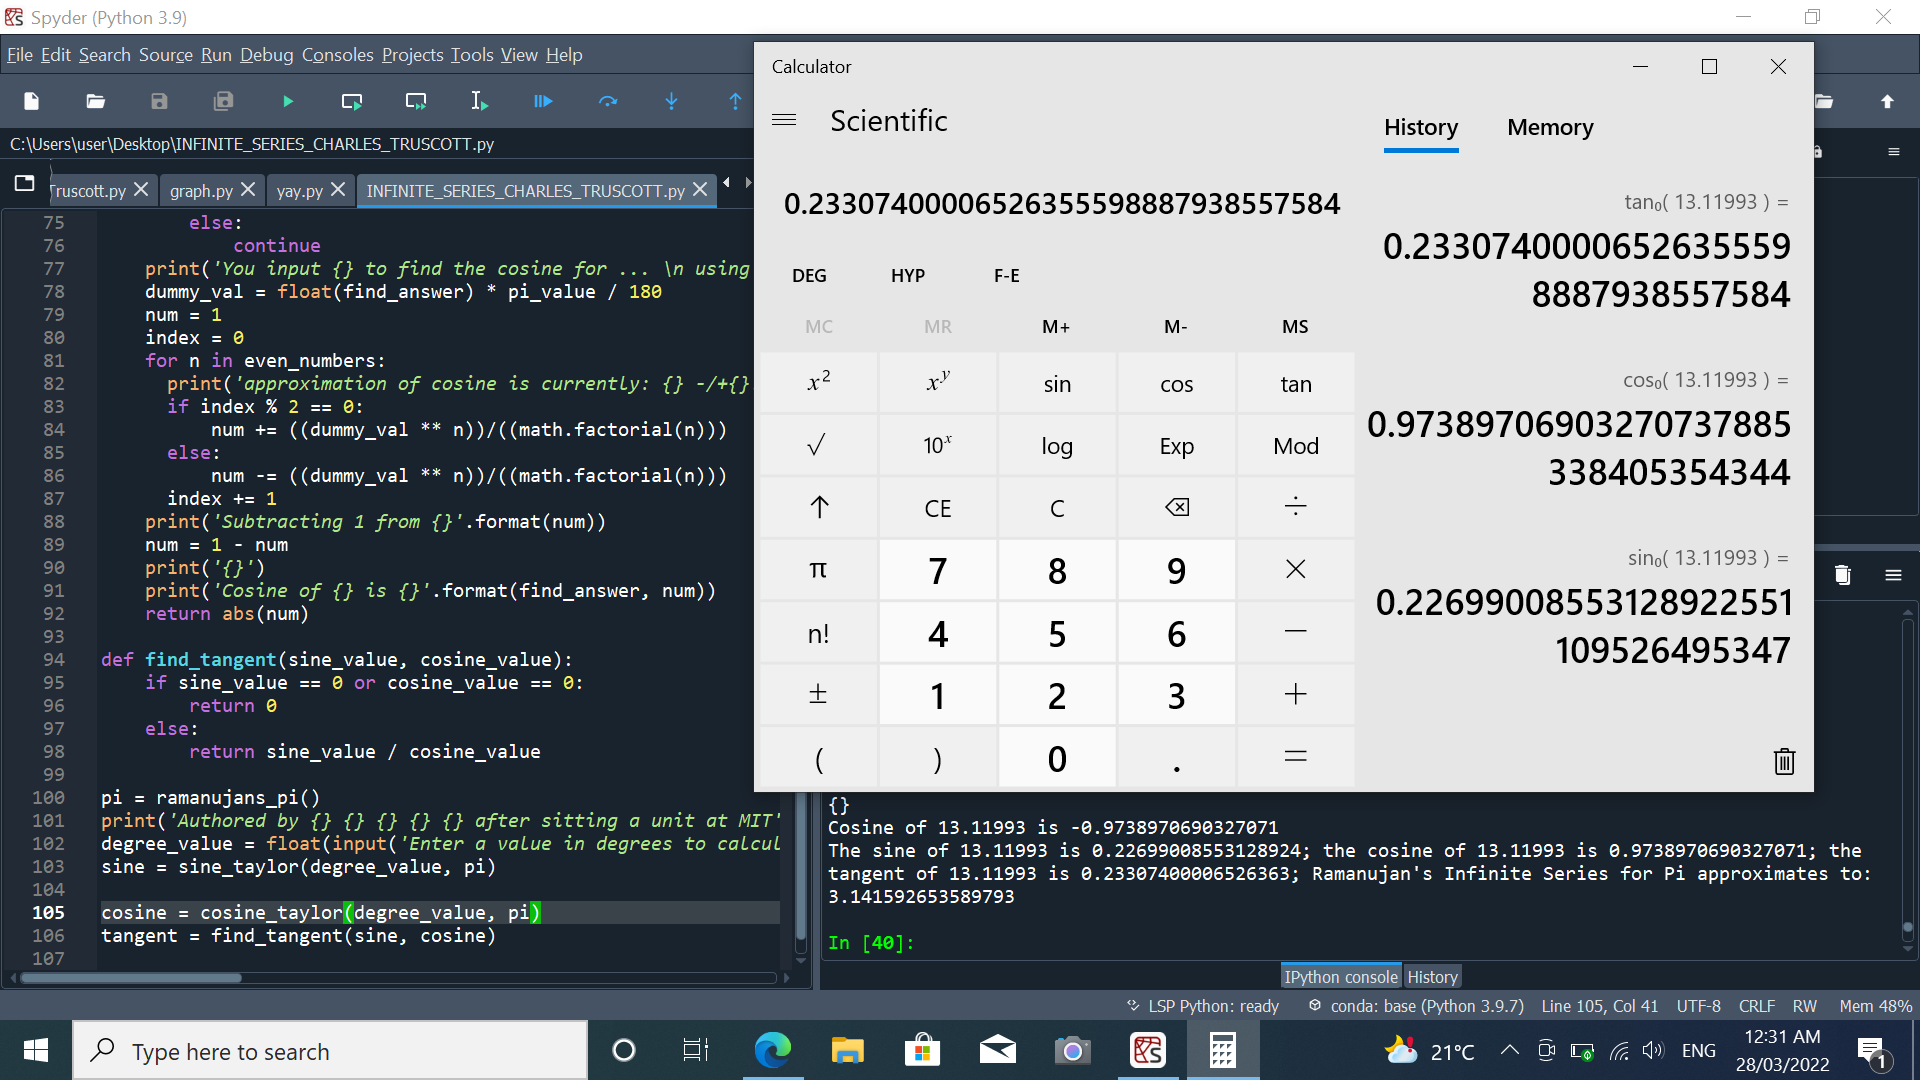 Spyder (Python 3.9)
File Edit Search Source Run Debug Consoles Projects Tools View Help
C:\Users\user\Desktop\INFINITE_SERIES_CHARLES_TRUSCOTT.py
Truscott.py graph.py yay.py INFINITE_SERIES_CHARLES_TRUSCOTT.py
75 else:
76 continue
77 print('You input {} to find the cosine for ... \n using
78 dummy_val = float(find_answer) * pi_value / 180
79 num = 1
80 index = 0
81 for n in even_numbers:
82 print('approximation of cosine is currently: {} -/+{}
83 if index % 2 == 0:
84 num += ((dummy_val ** n))/((math.factorial(n)))
85 else:
86 num -= ((dummy_val ** n))/((math.factorial(n)))
87 index += 1
88 print('Subtracting 1 from {}'.format(num))
89 num = 1 - num
90 print('{}')
91 print('Cosine of {} is {}'.format(find_answer, num))
92 return abs(num)
93
94 def find_tangent(sine_value, cosine_value):
95 if sine_value == 0 or cosine_value == 0:
96 return 0
97 else:
98 return sine_value / cosine_value
99
100 pi = ramanujans_pi()
101 print('Authored by {} {} {} {} {} after sitting a unit at MIT'
102 degree_value = float(input('Enter a value in degrees to calcul
103 sine = sine_taylor(degree_value, pi)
104
105 cosine = cosine_taylor(degree_value, pi)
106 tangent = find_tangent(sine, cosine)
107
Calculator
Scientific
0.23307400006526355598887938557584
DEG HYP F-E
MC MR M+ M- MS
x² xʸ sin cos tan
√ 10ˣ log Exp Mod
↑ CE C ⌫ ÷
π 7 8 9 ×
n! 4 5 6 −
± 1 2 3 +
( ) 0 . =
History Memory
tan₀( 13.11993 ) =
0.2330740000652635559
8887938557584
cos₀( 13.11993 ) =
0.97389706903270737885
338405354344
sin₀( 13.11993 ) =
0.22699008553128922551
109526495347
{}
Cosine of 13.11993 is -0.9738970690327071
The sine of 13.11993 is 0.22699008553128924; the cosine of 13.11993 is 0.9738970690327071; the
tangent of 13.11993 is 0.23307400006526363; Ramanujan's Infinite Series for Pi approximates to:
3.141592653589793
In [40]:
IPython console History
LSP Python: ready conda: base (Python 3.9.7) Line 105, Col 41 UTF-8 CRLF RW Mem 48%
Type here to search
21°C ENG
12:31 AM
28/03/2022
1